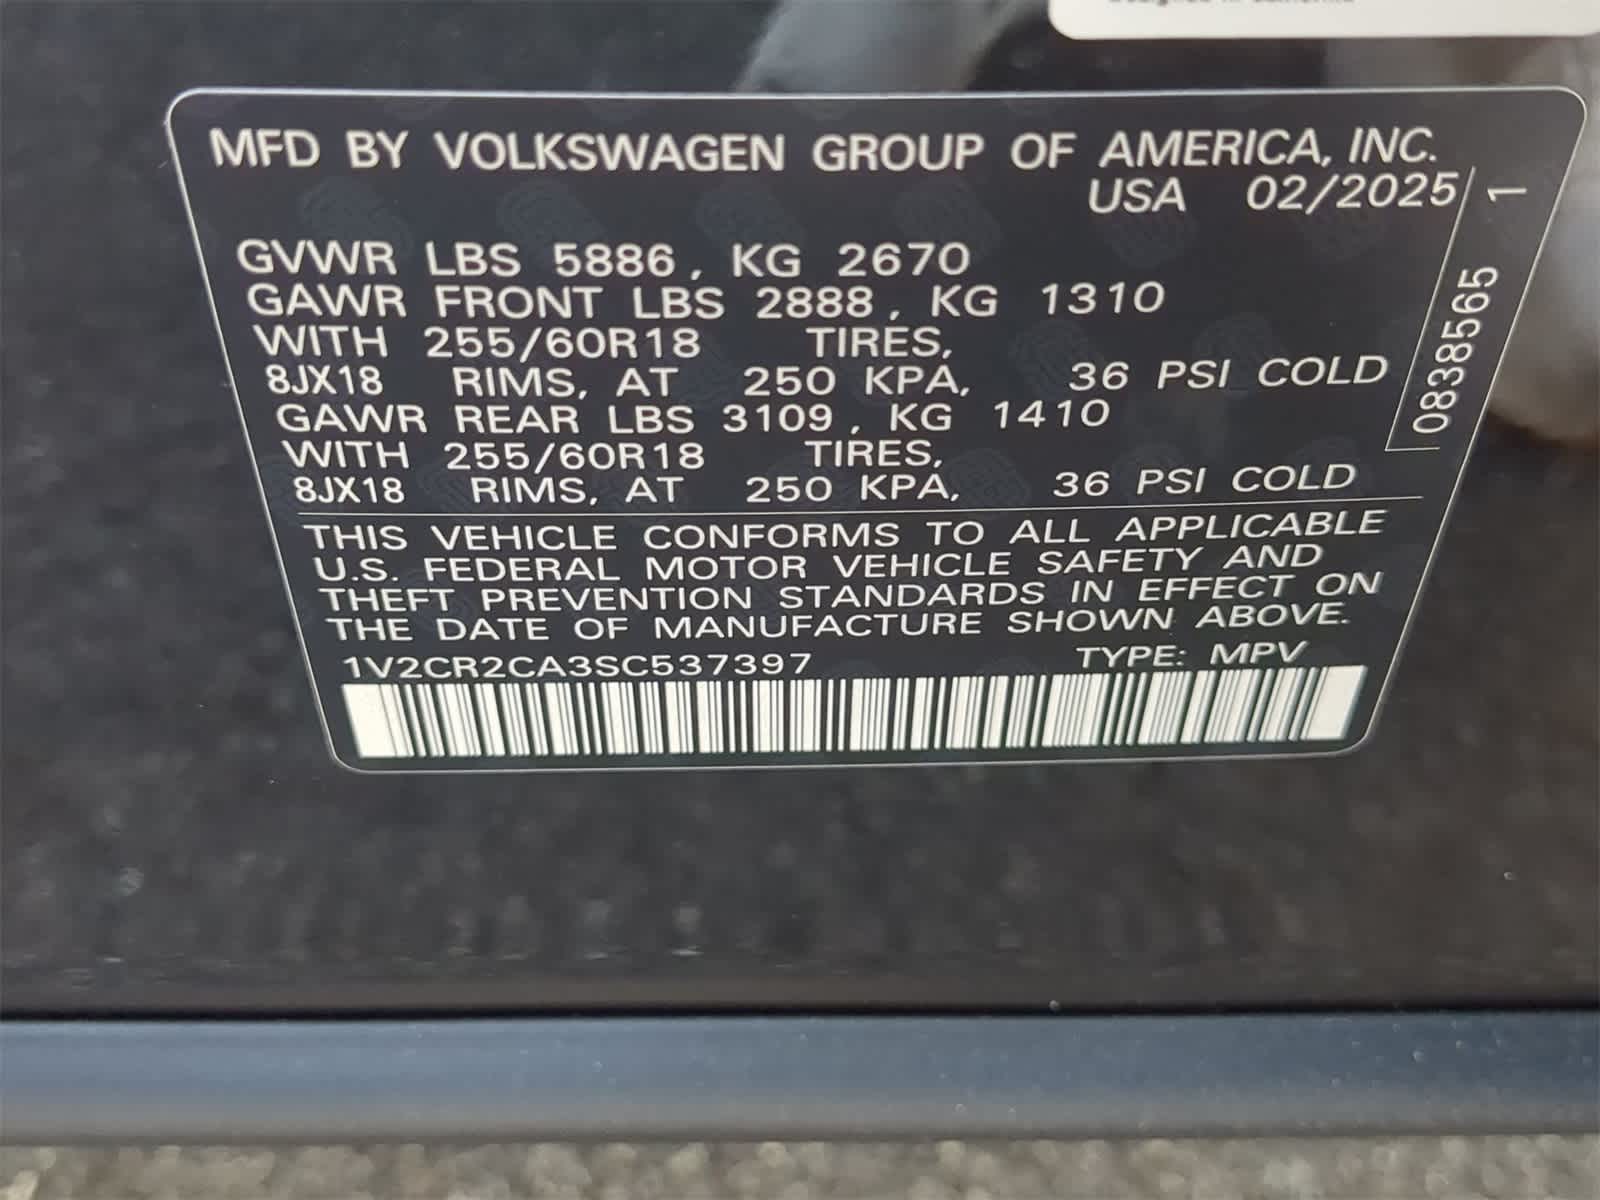 MFD BY VOLKSWAGEN GROUP OF AMERICA, INC.
USA 02/2025
GVWR LBS 5886, KG 2670
GAWR FRONT LBS 2888, KG 1310
WITH 255/60R18 TIRES,
8JX18 RIMS, AT 250 KPA, 36 PSI COLD
GAWR REAR LBS 3109, KG 1410
WITH 255/60R18 TIRES,
8JX18 RIMS, AT 250 KPA, 36 PSI COLD
0838565 1
THIS VEHICLE CONFORMS TO ALL APPLICABLE
U.S. FEDERAL MOTOR VEHICLE SAFETY AND
THEFT PREVENTION STANDARDS IN EFFECT ON
THE DATE OF MANUFACTURE SHOWN ABOVE.
1V2CR2CA3SC537397 TYPE: MPV